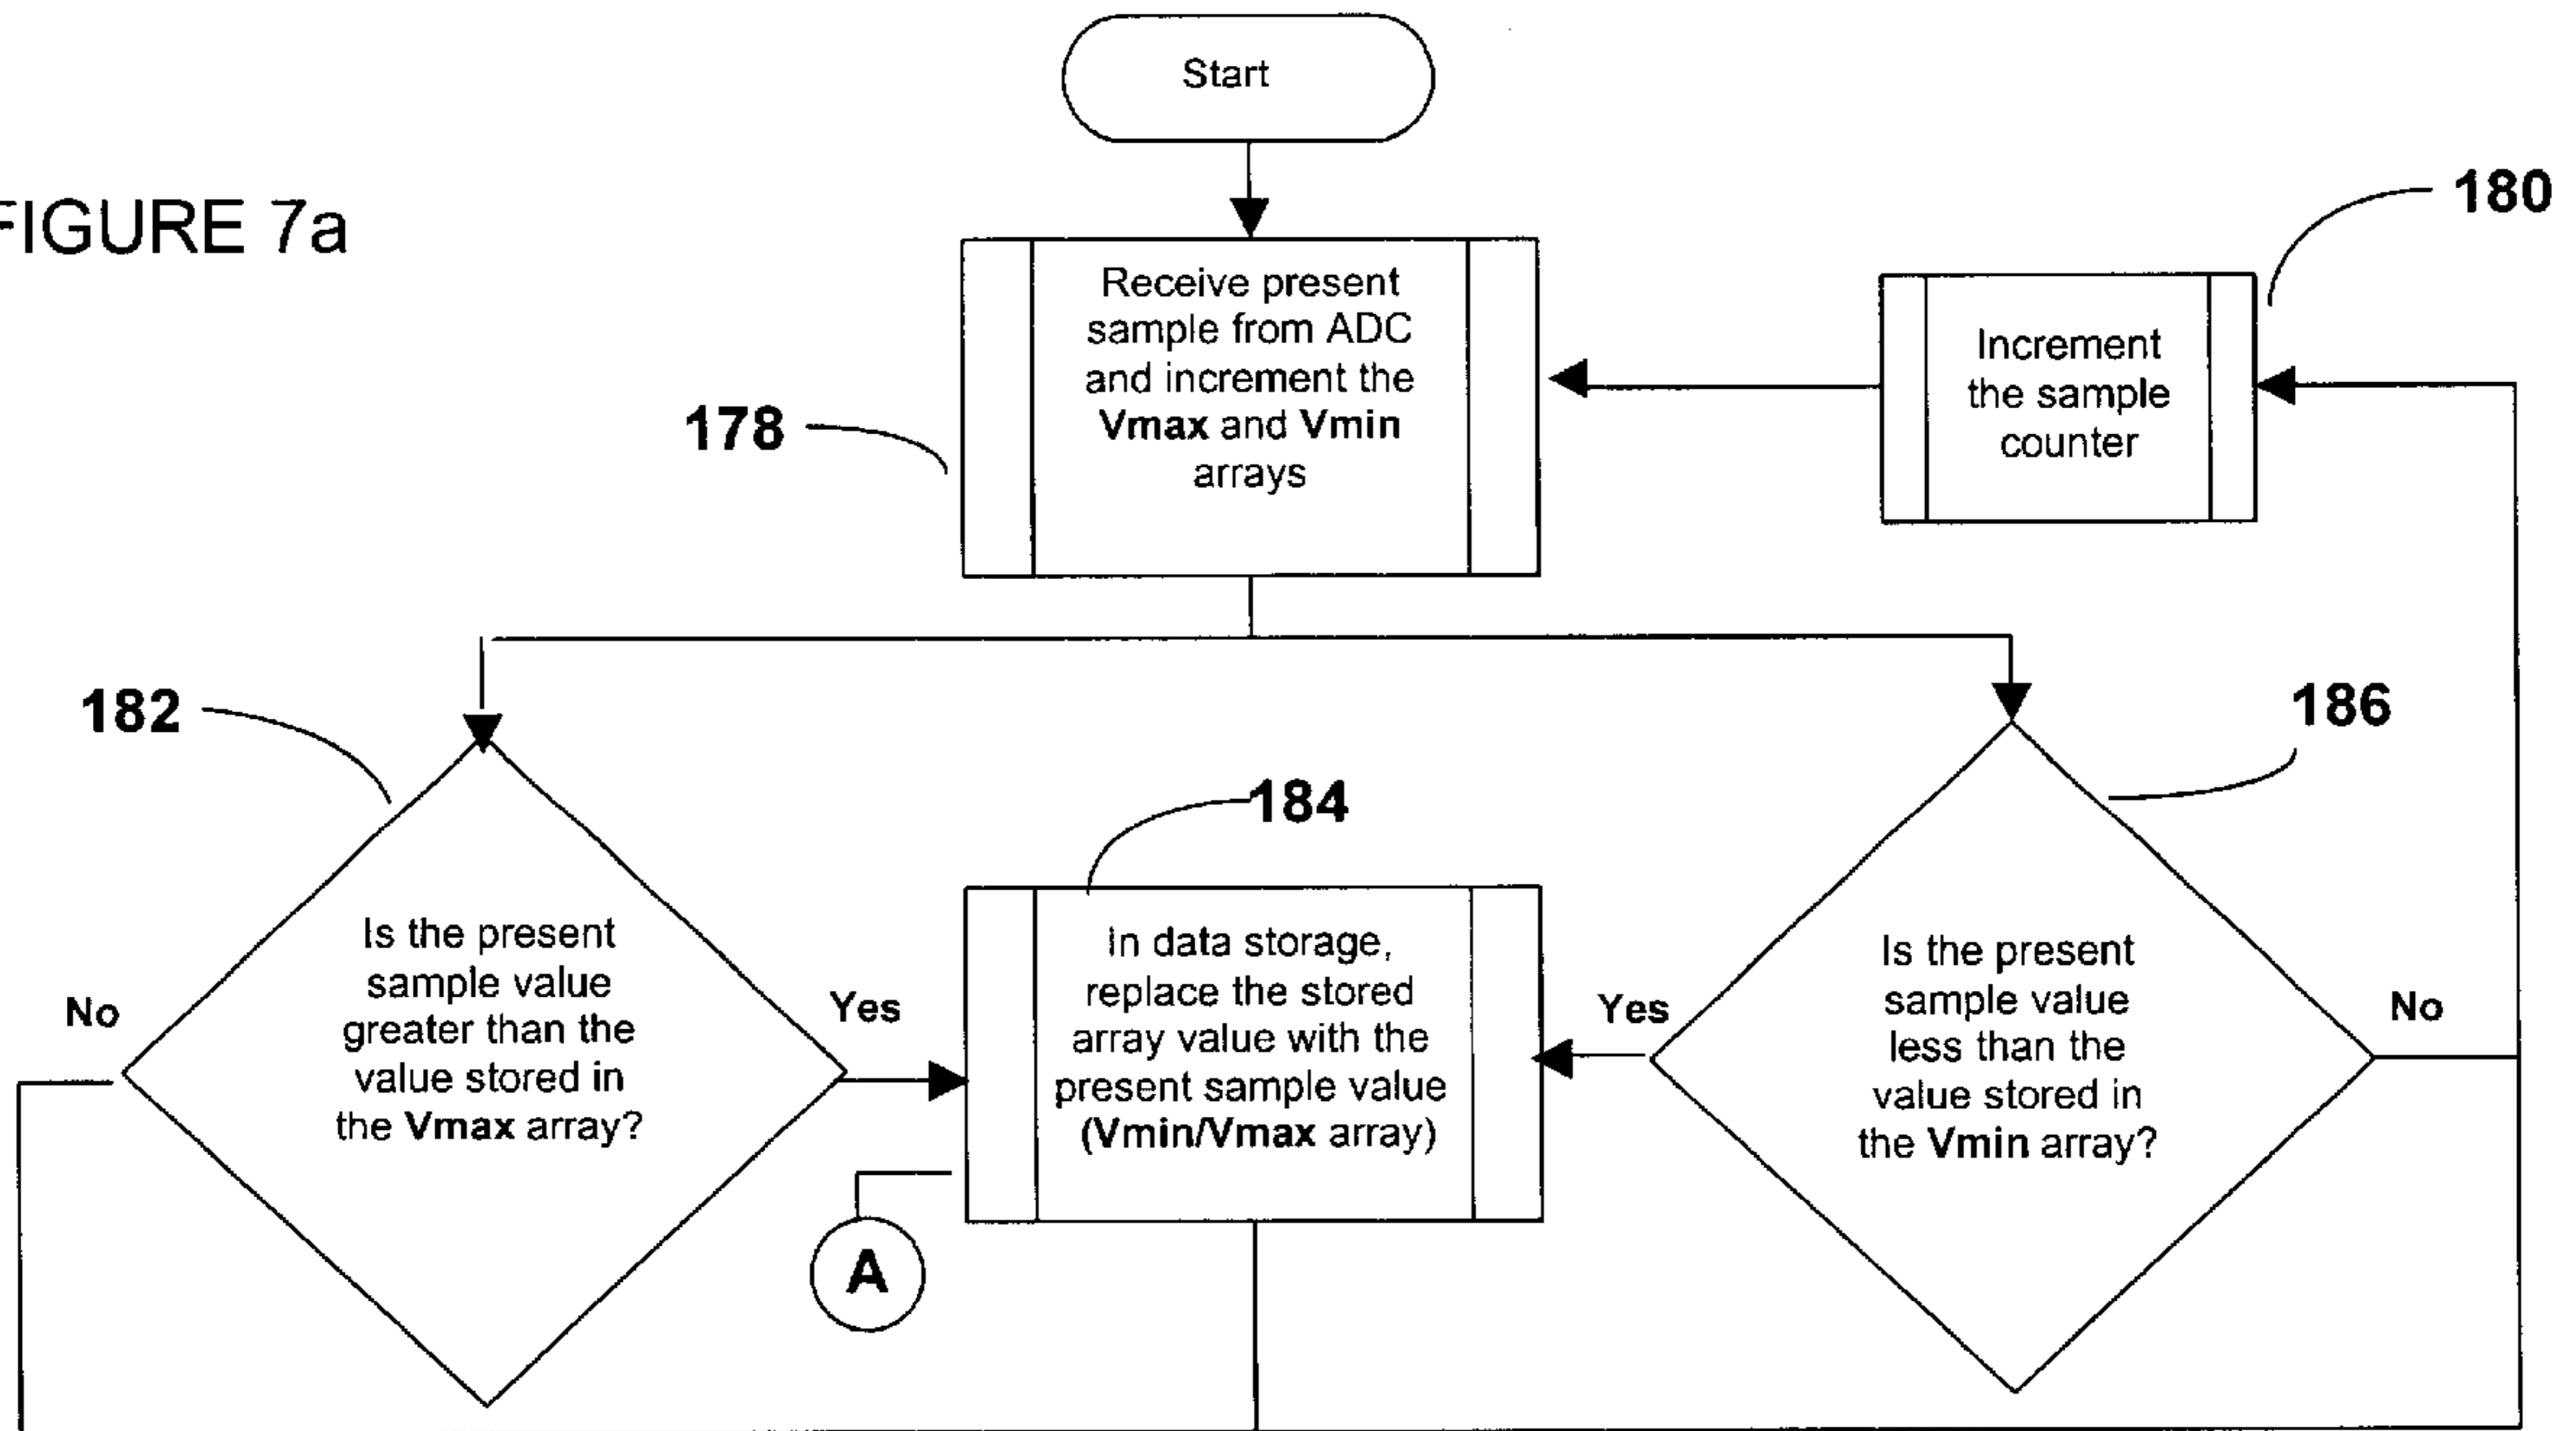 Start
FIGURE 7a
180
Receive present
sample from ADC
and increment the
Vmax and Vmin
arrays
Increment
the sample
counter
178
182
186
184
Is the present
sample value
greater than the
value stored in
the Vmax array?
No
Yes
In data storage,
replace the stored
array value with the
present sample value
(Vmin/Vmax array)
Yes
Is the present
sample value
less than the
value stored in
the Vmin array?
No
A